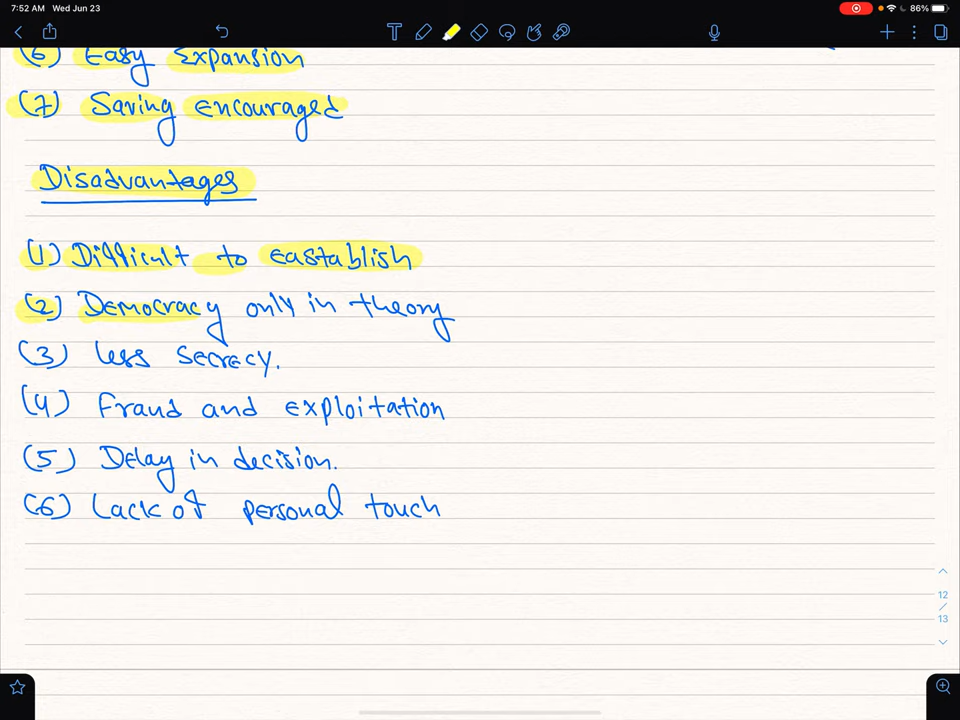 7:52 AM Wed Jun 23
86%
(6) Easy Expansion
(7) Saving encouraged
Disadvantages
(1) Difficult to eastablish
(2) Democracy only in theory
(3) less secrecy.
(4) Fraud and exploitation
(5) Delay in decision.
(6) Lack of personal touch
12
/
13